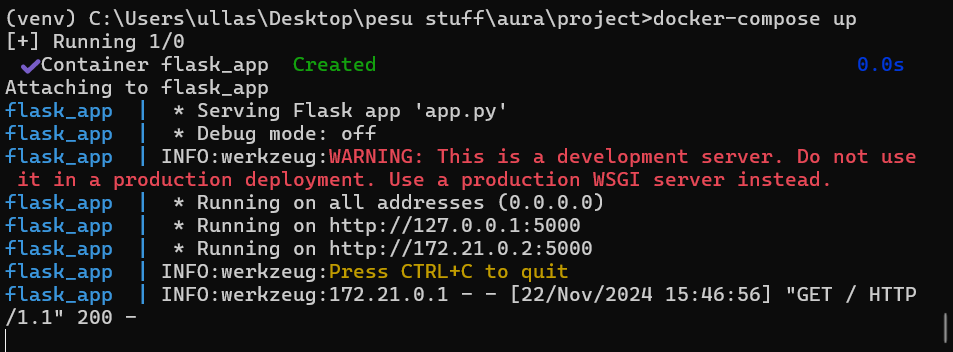 (venv) C:\Users\ullas\Desktop\pesu stuff\aura\project>docker-compose up
[+] Running 1/0
✔Container flask_app  Created  0.0s
Attaching to flask_app
flask_app  |  * Serving Flask app 'app.py'
flask_app  |  * Debug mode: off
flask_app  | INFO:werkzeug:WARNING: This is a development server. Do not use
 it in a production deployment. Use a production WSGI server instead.
flask_app  |  * Running on all addresses (0.0.0.0)
flask_app  |  * Running on http://127.0.0.1:5000
flask_app  |  * Running on http://172.21.0.2:5000
flask_app  | INFO:werkzeug:Press CTRL+C to quit
flask_app  | INFO:werkzeug:172.21.0.1 - - [22/Nov/2024 15:46:56] "GET / HTTP
/1.1" 200 -